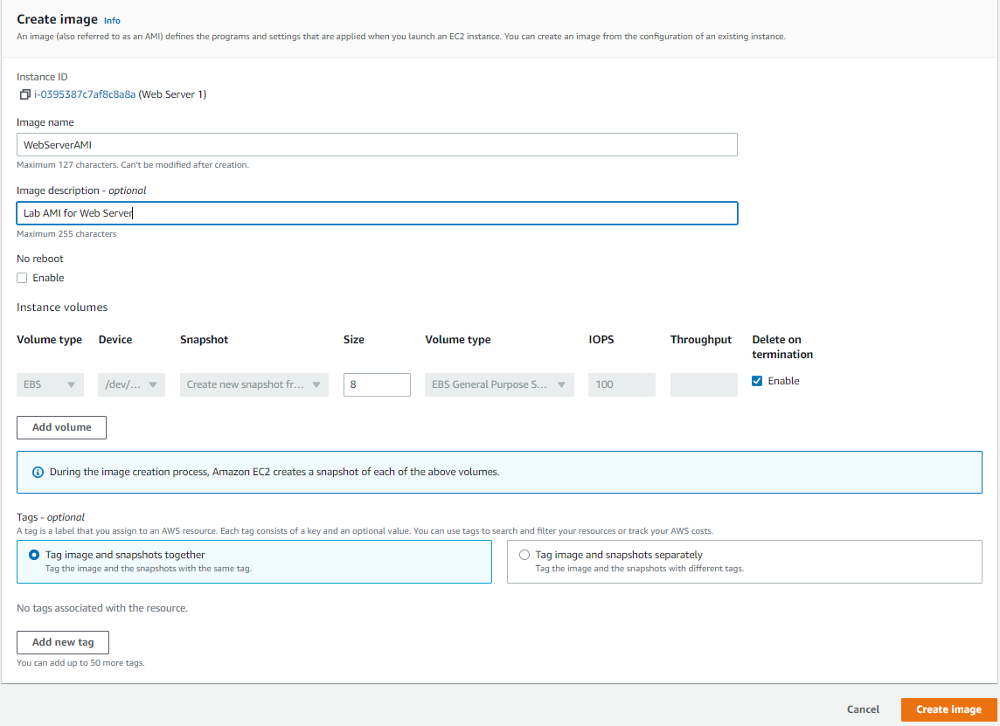 Create image Info
An image (also referred to as an AMI) defines the programs and settings that are applied when you launch an EC2 instance. You can create an image from the configuration of an existing instance.
Instance ID
i-0395387c7af8c8a8a (Web Server 1)
Image name
WebServerAMI
Maximum 127 characters. Can't be modified after creation.
Image description - optional
Lab AMI for Web Server
Maximum 255 characters
No reboot
Enable
Instance volumes
Volume type Device Snapshot Size Volume type IOPS Throughput Delete on
termination
EBS /dev/... Create new snapshot fr... 8 EBS General Purpose S... 100 Enable
Add volume
During the image creation process, Amazon EC2 creates a snapshot of each of the above volumes.
Tags - optional
A tag is a label that you assign to an AWS resource. Each tag consists of a key and an optional value. You can use tags to search and filter your resources or track your AWS costs.
Tag image and snapshots together
Tag the image and the snapshots with the same tag.
Tag image and snapshots separately
Tag the image and the snapshots with different tags.
No tags associated with the resource.
Add new tag
You can add up to 50 more tags.
Cancel Create image